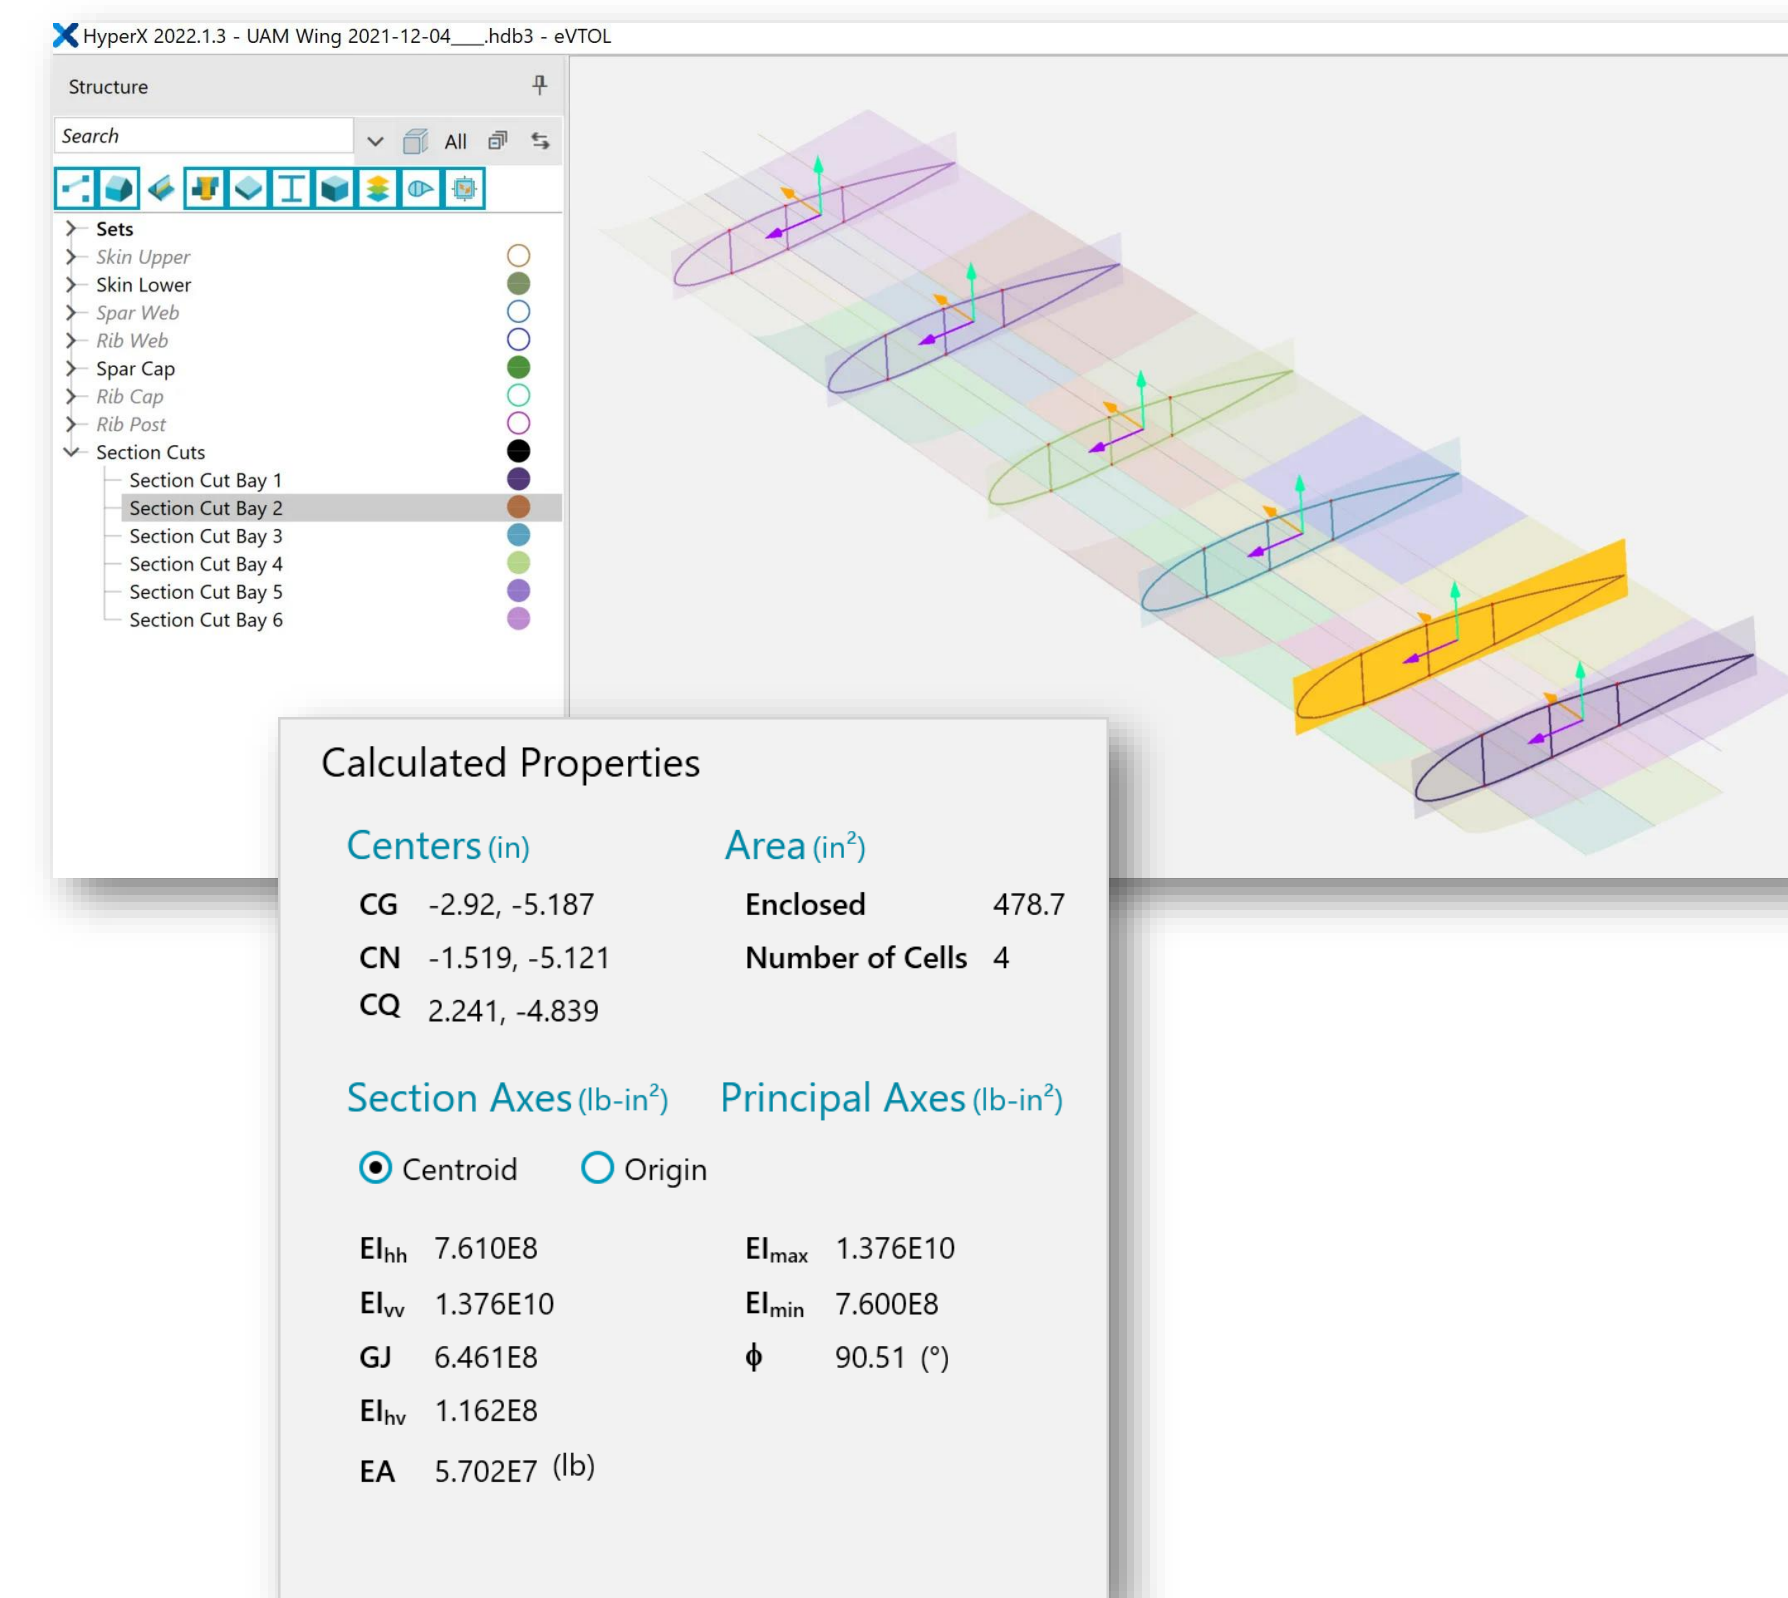 HyperX 2022.1.3 - UAM Wing 2021-12-04___.hdb3 - eVTOL
Structure
Search
All
Sets
Skin Upper
Skin Lower
Spar Web
Rib Web
Spar Cap
Rib Cap
Rib Post
Section Cuts
Section Cut Bay 1
Section Cut Bay 2
Section Cut Bay 3
Section Cut Bay 4
Section Cut Bay 5
Section Cut Bay 6
Calculated Properties
Centers (in)
CG -2.92, -5.187
CN -1.519, -5.121
CQ 2.241, -4.839
Area (in²)
Enclosed 478.7
Number of Cells 4
Section Axes (lb-in²)
Centroid Origin
EIhh 7.610E8
EIvv 1.376E10
GJ 6.461E8
EIhv 1.162E8
EA 5.702E7 (lb)
Principal Axes (lb-in²)
EImax 1.376E10
EImin 7.600E8
ϕ 90.51 (°)